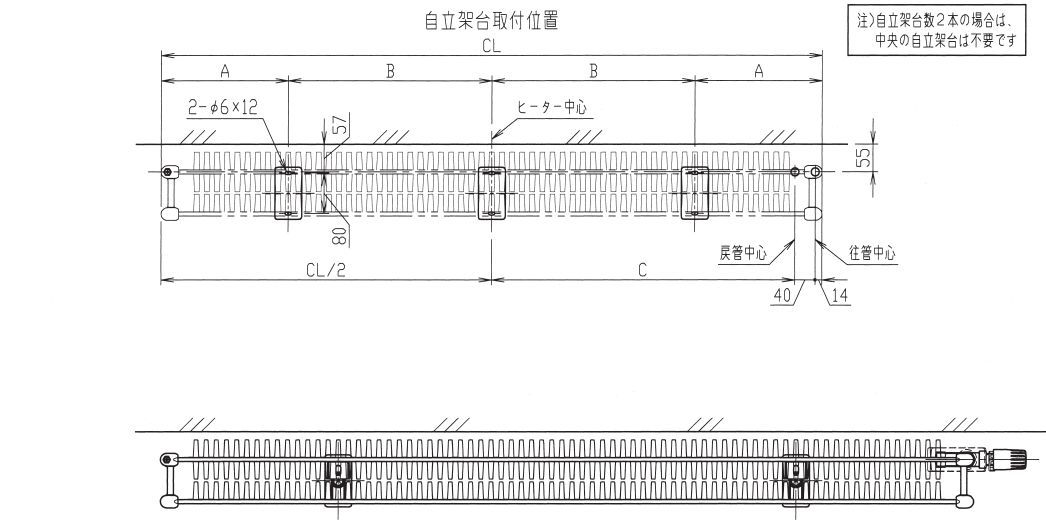 自立架台取付位置
注)自立架台数2本の場合は、
中央の自立架台は不要です
CL
A
B
B
A
2-φ6×12
57
ヒーター中心
55
80
戻管中心
往管中心
CL/2
C
40
14